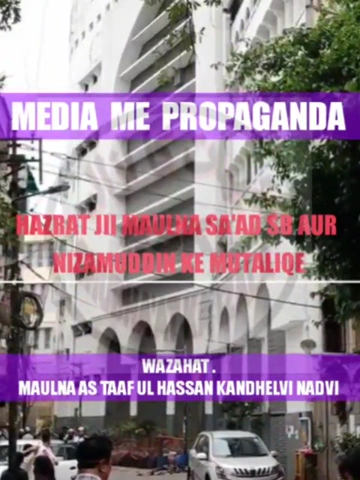 MEDIA ME PROPAGANDA
HAZRAT JII MAULNA SA'AD SB AUR
NIZAMUDDIN KE MUTALIQE
WAZAHAT.
MAULNA AS TAAF UL HASSAN KANDHELVI NADVI